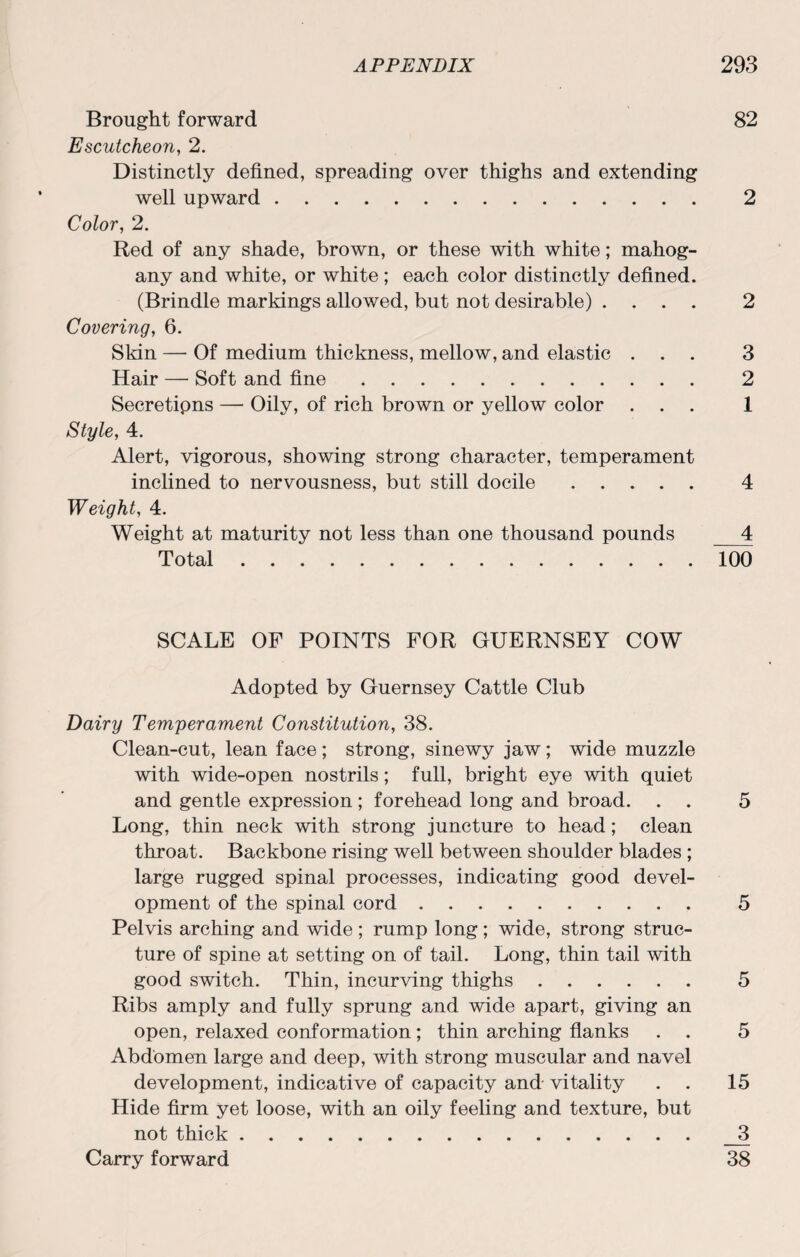 APPENDIX 293
Brought forward 82
Escutcheon, 2.
Distinctly defined, spreading over thighs and extending
well upward . . . . . . . . . . . . . . . 2
Color, 2.
Red of any shade, brown, or these with white; mahog-
any and white, or white; each color distinctly defined.
(Brindle markings allowed, but not desirable) . . . . 2
Covering, 6.
Skin — Of medium thickness, mellow, and elastic . . . 3
Hair — Soft and fine . . . . . . . . . . . . 2
Secretipns — Oily, of rich brown or yellow color . . . 1
Style, 4.
Alert, vigorous, showing strong character, temperament
inclined to nervousness, but still docile . . . . . 4
Weight, 4.
Weight at maturity not less than one thousand pounds 4
Total . . . . . . . . . . . . . . . . 100
SCALE OF POINTS FOR GUERNSEY COW
Adopted by Guernsey Cattle Club
Dairy Temperament Constitution, 38.
Clean-cut, lean face; strong, sinewy jaw; wide muzzle
with wide-open nostrils; full, bright eye with quiet
and gentle expression; forehead long and broad. . . 5
Long, thin neck with strong juncture to head; clean
throat. Backbone rising well between shoulder blades;
large rugged spinal processes, indicating good devel-
opment of the spinal cord . . . . . . . . . . 5
Pelvis arching and wide; rump long; wide, strong struc-
ture of spine at setting on of tail. Long, thin tail with
good switch. Thin, incurving thighs . . . . . . 5
Ribs amply and fully sprung and wide apart, giving an
open, relaxed conformation; thin arching flanks . . 5
Abdomen large and deep, with strong muscular and navel
development, indicative of capacity and vitality . . 15
Hide firm yet loose, with an oily feeling and texture, but
not thick . . . . . . . . . . . . . . . . 3
Carry forward 38